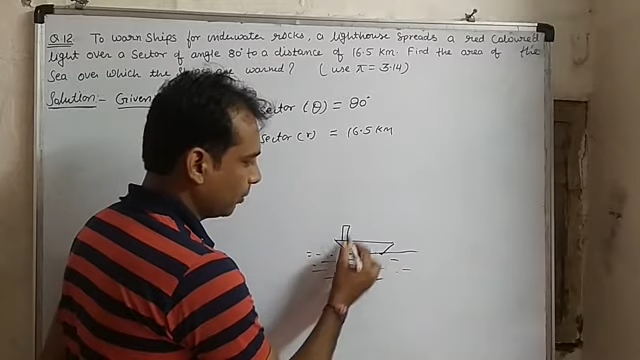 Q.12 To warn Ships for underwater rocks, a lighthouse Spreads a red coloured
light over a Sector of angle 80° to a distance of 16.5 km. Find the area of the
Sea over which the Ships are warned? (use π = 3.14)
Solution:- Given Sector (θ) = 80°
Sector (r) = 16.5 KM